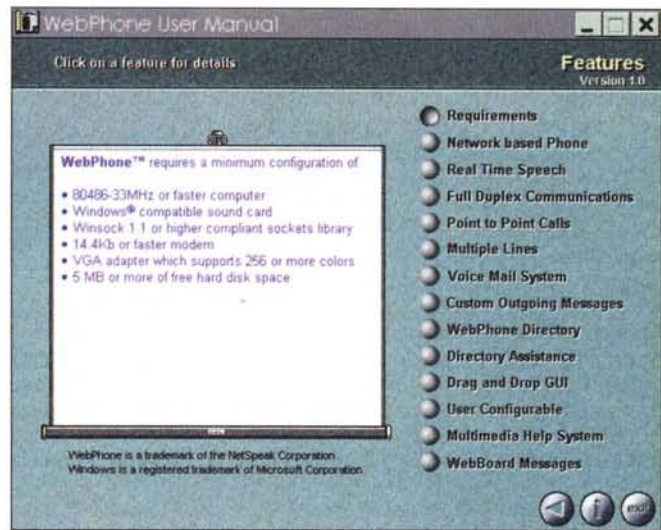 WebPhone User Manual
Click on a feature for details
Features
Version 1.0
WebPhone™ requires a minimum configuration of
• 80486-33MHz or faster computer
• Windows® compatible sound card
• Winsock 1.1 or higher compliant sockets library
• 14.4Kb or faster modem
• VGA adapter which supports 256 or more colors
• 5 MB or more of free hard disk space
WebPhone is a trademark of the NetSpeak Corporation
Windows is a registered trademark of Microsoft Corporation
Requirements
Network based Phone
Real Time Speech
Full Duplex Communications
Point to Point Calls
Multiple Lines
Voice Mail System
Custom Outgoing Messages
WebPhone Directory
Directory Assistance
Drag and Drop GUI
User Configurable
Multimedia Help System
WebBoard Messages
i
exit